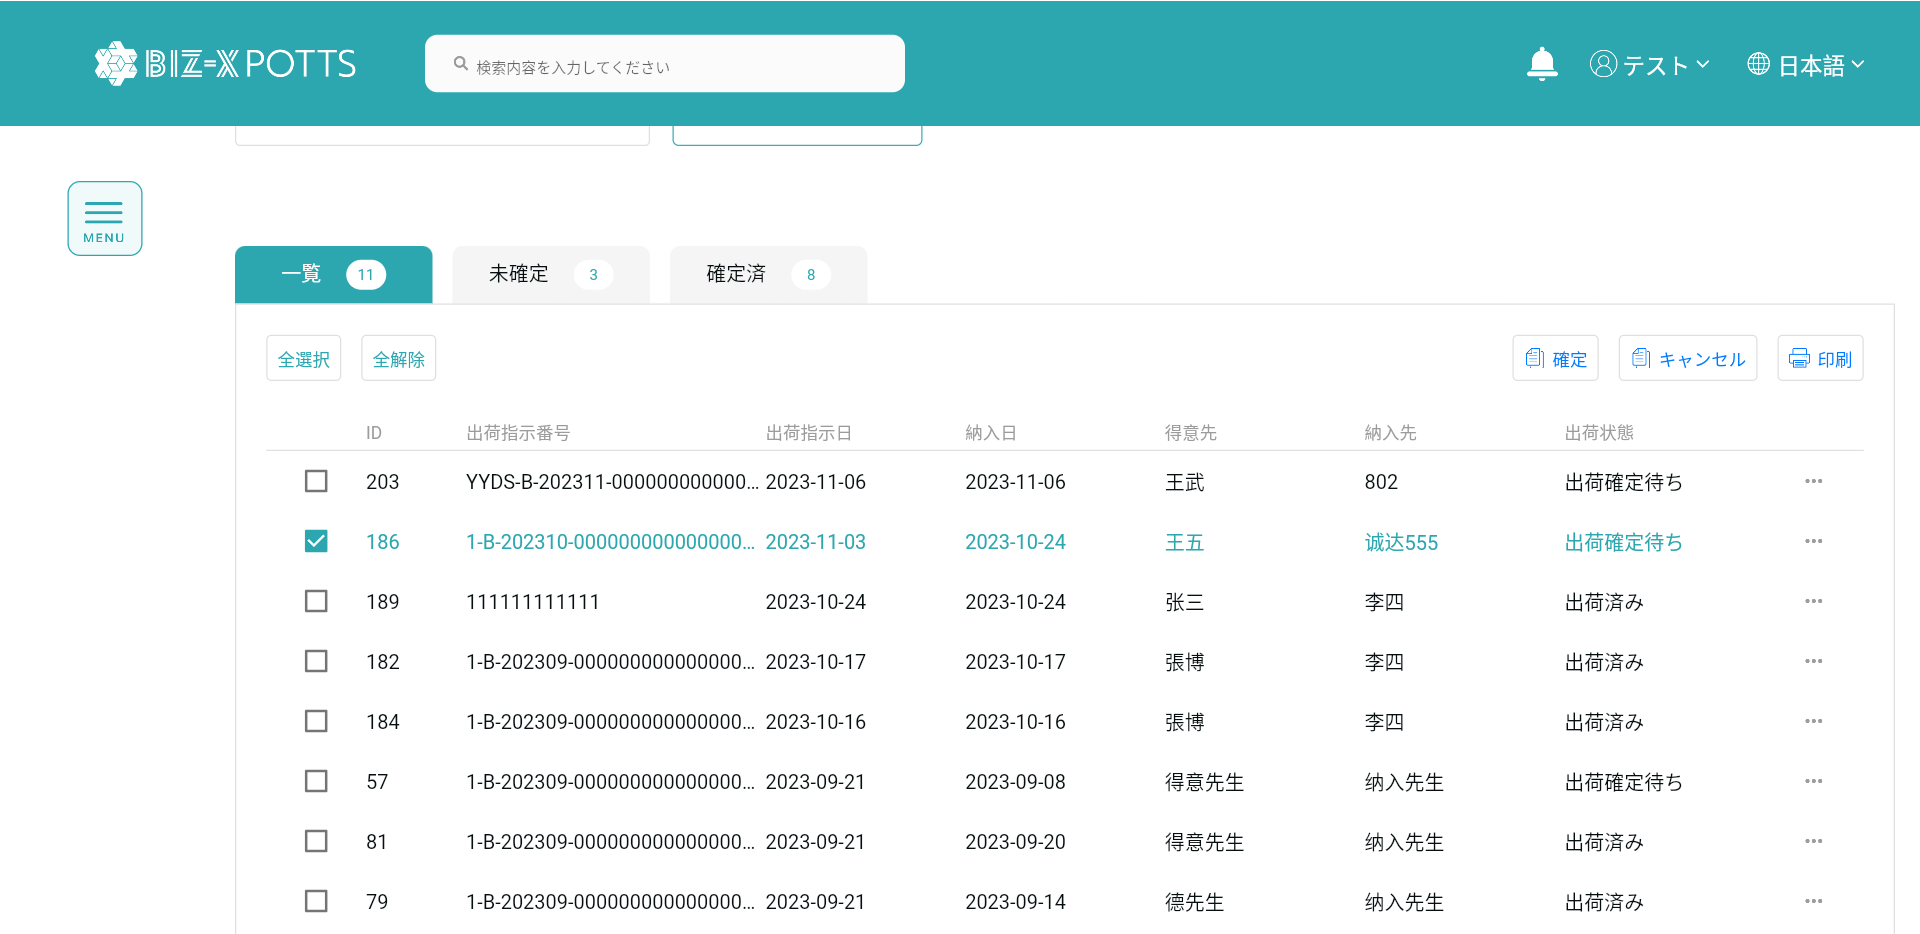 BIZ=X POTTS 検索内容を入力してください テスト 日本語
MENU
一覧 11 未確定 3 確定済 8
全選択 全解除 確定 キャンセル 印刷
ID 出荷指示番号 出荷指示日 納入日 得意先 納入先 出荷状態
203 YYDS-B-202311-000000000000... 2023-11-06 2023-11-06 王武 802 出荷確定待ち ...
186 1-B-202310-000000000000000... 2023-11-03 2023-10-24 王五 诚达555 出荷確定待ち ...
189 111111111111 2023-10-24 2023-10-24 张三 李四 出荷済み ...
182 1-B-202309-000000000000000... 2023-10-17 2023-10-17 張博 李四 出荷済み ...
184 1-B-202309-000000000000000... 2023-10-16 2023-10-16 張博 李四 出荷済み ...
57 1-B-202309-000000000000000... 2023-09-21 2023-09-08 得意先生 纳入先生 出荷確定待ち ...
81 1-B-202309-000000000000000... 2023-09-21 2023-09-20 得意先生 纳入先生 出荷済み ...
79 1-B-202309-000000000000000... 2023-09-21 2023-09-14 德先生 纳入先生 出荷済み ...